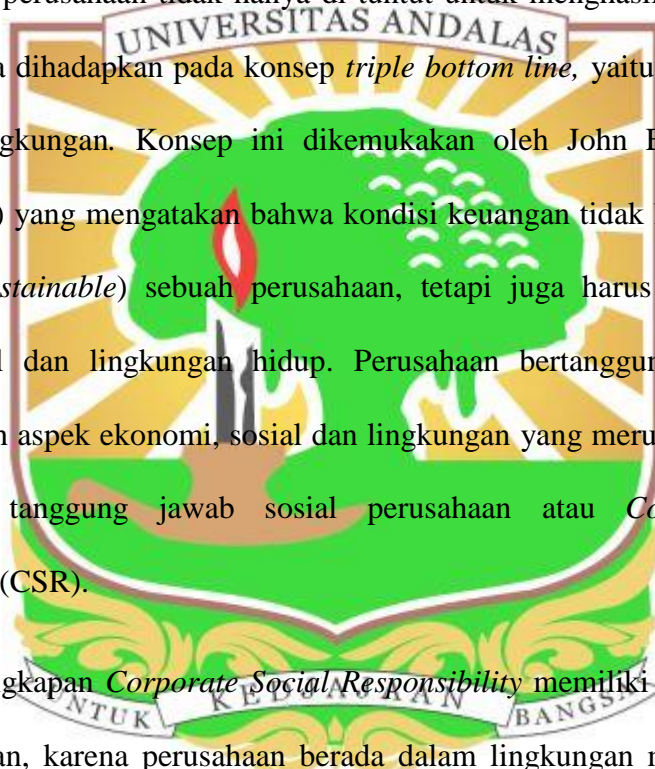 perusahaan tidak hanya di tuntut untuk menghasil
UNIVERSITAS ANDALAS
a dihadapkan pada konsep triple bottom line, yaitu
gkungan. Konsep ini dikemukakan oleh John E
) yang mengatakan bahwa kondisi keuangan tidak
stainable) sebuah perusahaan, tetapi juga harus
dan lingkungan hidup. Perusahaan bertanggun
n aspek ekonomi, sosial dan lingkungan yang meru
tanggung jawab sosial perusahaan atau Co
(CSR).
ngkapan Corporate Social Responsibility memiliki
UNTUK KEDJAJAAN BANGSA
an, karena perusahaan berada dalam lingkungan m